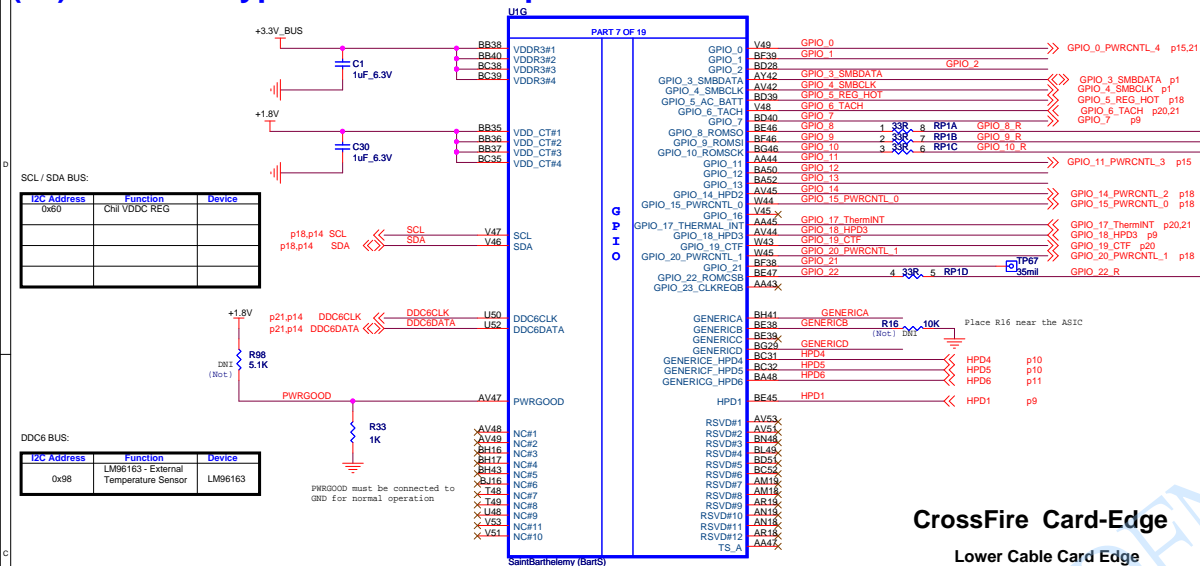 U1G
PART 7 OF 19
+3.3V_BUS
C1
1uF_6.3V
BB38 VDDR3#1
BB40 VDDR3#2
BC38 VDDR3#3
BC39 VDDR3#4
+1.8V
C30
1uF_6.3V
BB35 VDD_CT#1
BB36 VDD_CT#2
BB37 VDD_CT#3
BC35 VDD_CT#4
D
SCL / SDA BUS:
I2C Address Function Device
0x60 Chil VDDC REG
p18,p14 SCL SCL V47 SCL
p18,p14 SDA SDA V46 SDA
+1.8V
p21,p14 DDC6CLK DDC6CLK U50 DDC6CLK
p21,p14 DDC6DATA DDC6DATA U52 DDC6DATA
R98
DNI 5.1K
(Not)
PWRGOOD AV47 PWRGOOD
R33
1K
DDC6 BUS:
I2C Address Function Device
0x98 LM96163 - External Temperature Sensor LM96163
PWRGOOD must be connected to
GND for normal operation
AV48 NC#1
AV49 NC#2
BH16 NC#3
BH17 NC#4
BH43 NC#5
BJ16 NC#6
T48 NC#7
T49 NC#8
U48 NC#9
V53 NC#11
V51 NC#10
C
G
P
I
O
GPIO_0 V49 GPIO_0 GPIO_0_PWRCNTL_4 p15,21
GPIO_1 BF39 GPIO_1
GPIO_2 BD28 GPIO_2
GPIO_3_SMBDATA AY42 GPIO_3_SMBDATA GPIO_3_SMBDATA p1
GPIO_4_SMBCLK AV42 GPIO_4_SMBCLK GPIO_4_SMBCLK p1
GPIO_5_AC_BATT BD39 GPIO_5_REG_HOT GPIO_5_REG_HOT p18
GPIO_6_TACH V48 GPIO_6_TACH GPIO_6_TACH p20,21
GPIO_7 BD40 GPIO_7 GPIO_7 p9
GPIO_8_ROMSO BE46 GPIO_8 1 33R 8 RP1A GPIO_8_R
GPIO_9_ROMSI BF46 GPIO_9 2 33R 7 RP1B GPIO_9_R
GPIO_10_ROMSCK BG46 GPIO_10 3 33R 6 RP1C GPIO_10_R
GPIO_11 AA44 GPIO_11 GPIO_11_PWRCNTL_3 p15
GPIO_12 BA50 GPIO_12
GPIO_13 BA52 GPIO_13
GPIO_14_HPD2 AV45 GPIO_14 GPIO_14_PWRCNTL_2 p18
GPIO_15_PWRCNTL_0 W44 GPIO_15_PWRCNTL_0 GPIO_15_PWRCNTL_0 p18
GPIO_16 V45
GPIO_17_THERMAL_INT AA45 GPIO_17_ThermINT GPIO_17_ThermINT p20,21
GPIO_18_HPD3 AV44 GPIO_18_HPD3 GPIO_18_HPD3 p9
GPIO_19_CTF W43 GPIO_19_CTF GPIO_19_CTF p20
GPIO_20_PWRCNTL_1 W45 GPIO_20_PWRCNTL_1 GPIO_20_PWRCNTL_1 p18
GPIO_21 BF38 GPIO_21 TP67
35mil
GPIO_22_ROMCSB BE47 GPIO_22 4 33R 5 RP1D GPIO_22_R
GPIO_23_CLKREQB AA43
GENERICA BH41 GENERICA
GENERICB BE38 GENERICB R16 10K Place R16 near the ASIC
(Not) DNI
GENERICC BE39
GENERICD BG29 GENERICD
GENERICE_HPD4 BC31 HPD4 HPD4 p10
GENERICF_HPD5 BC32 HPD5 HPD5 p10
GENERICG_HPD6 BA48 HPD6 HPD6 p11
HPD1 BE45 HPD1 HPD1 p9
RSVD#1 AV53
RSVD#2 AV51
RSVD#3 BN48
RSVD#4 BL49
RSVD#5 BD51
RSVD#6 BC52
RSVD#7 AM19
RSVD#8 AM18
RSVD#9 AR19
RSVD#10 AN19
RSVD#11 AN18
RSVD#12 AR18
TS_A AA47
SaintBarthelemy (BartS)
CrossFire Card-Edge
Lower Cable Card Edge